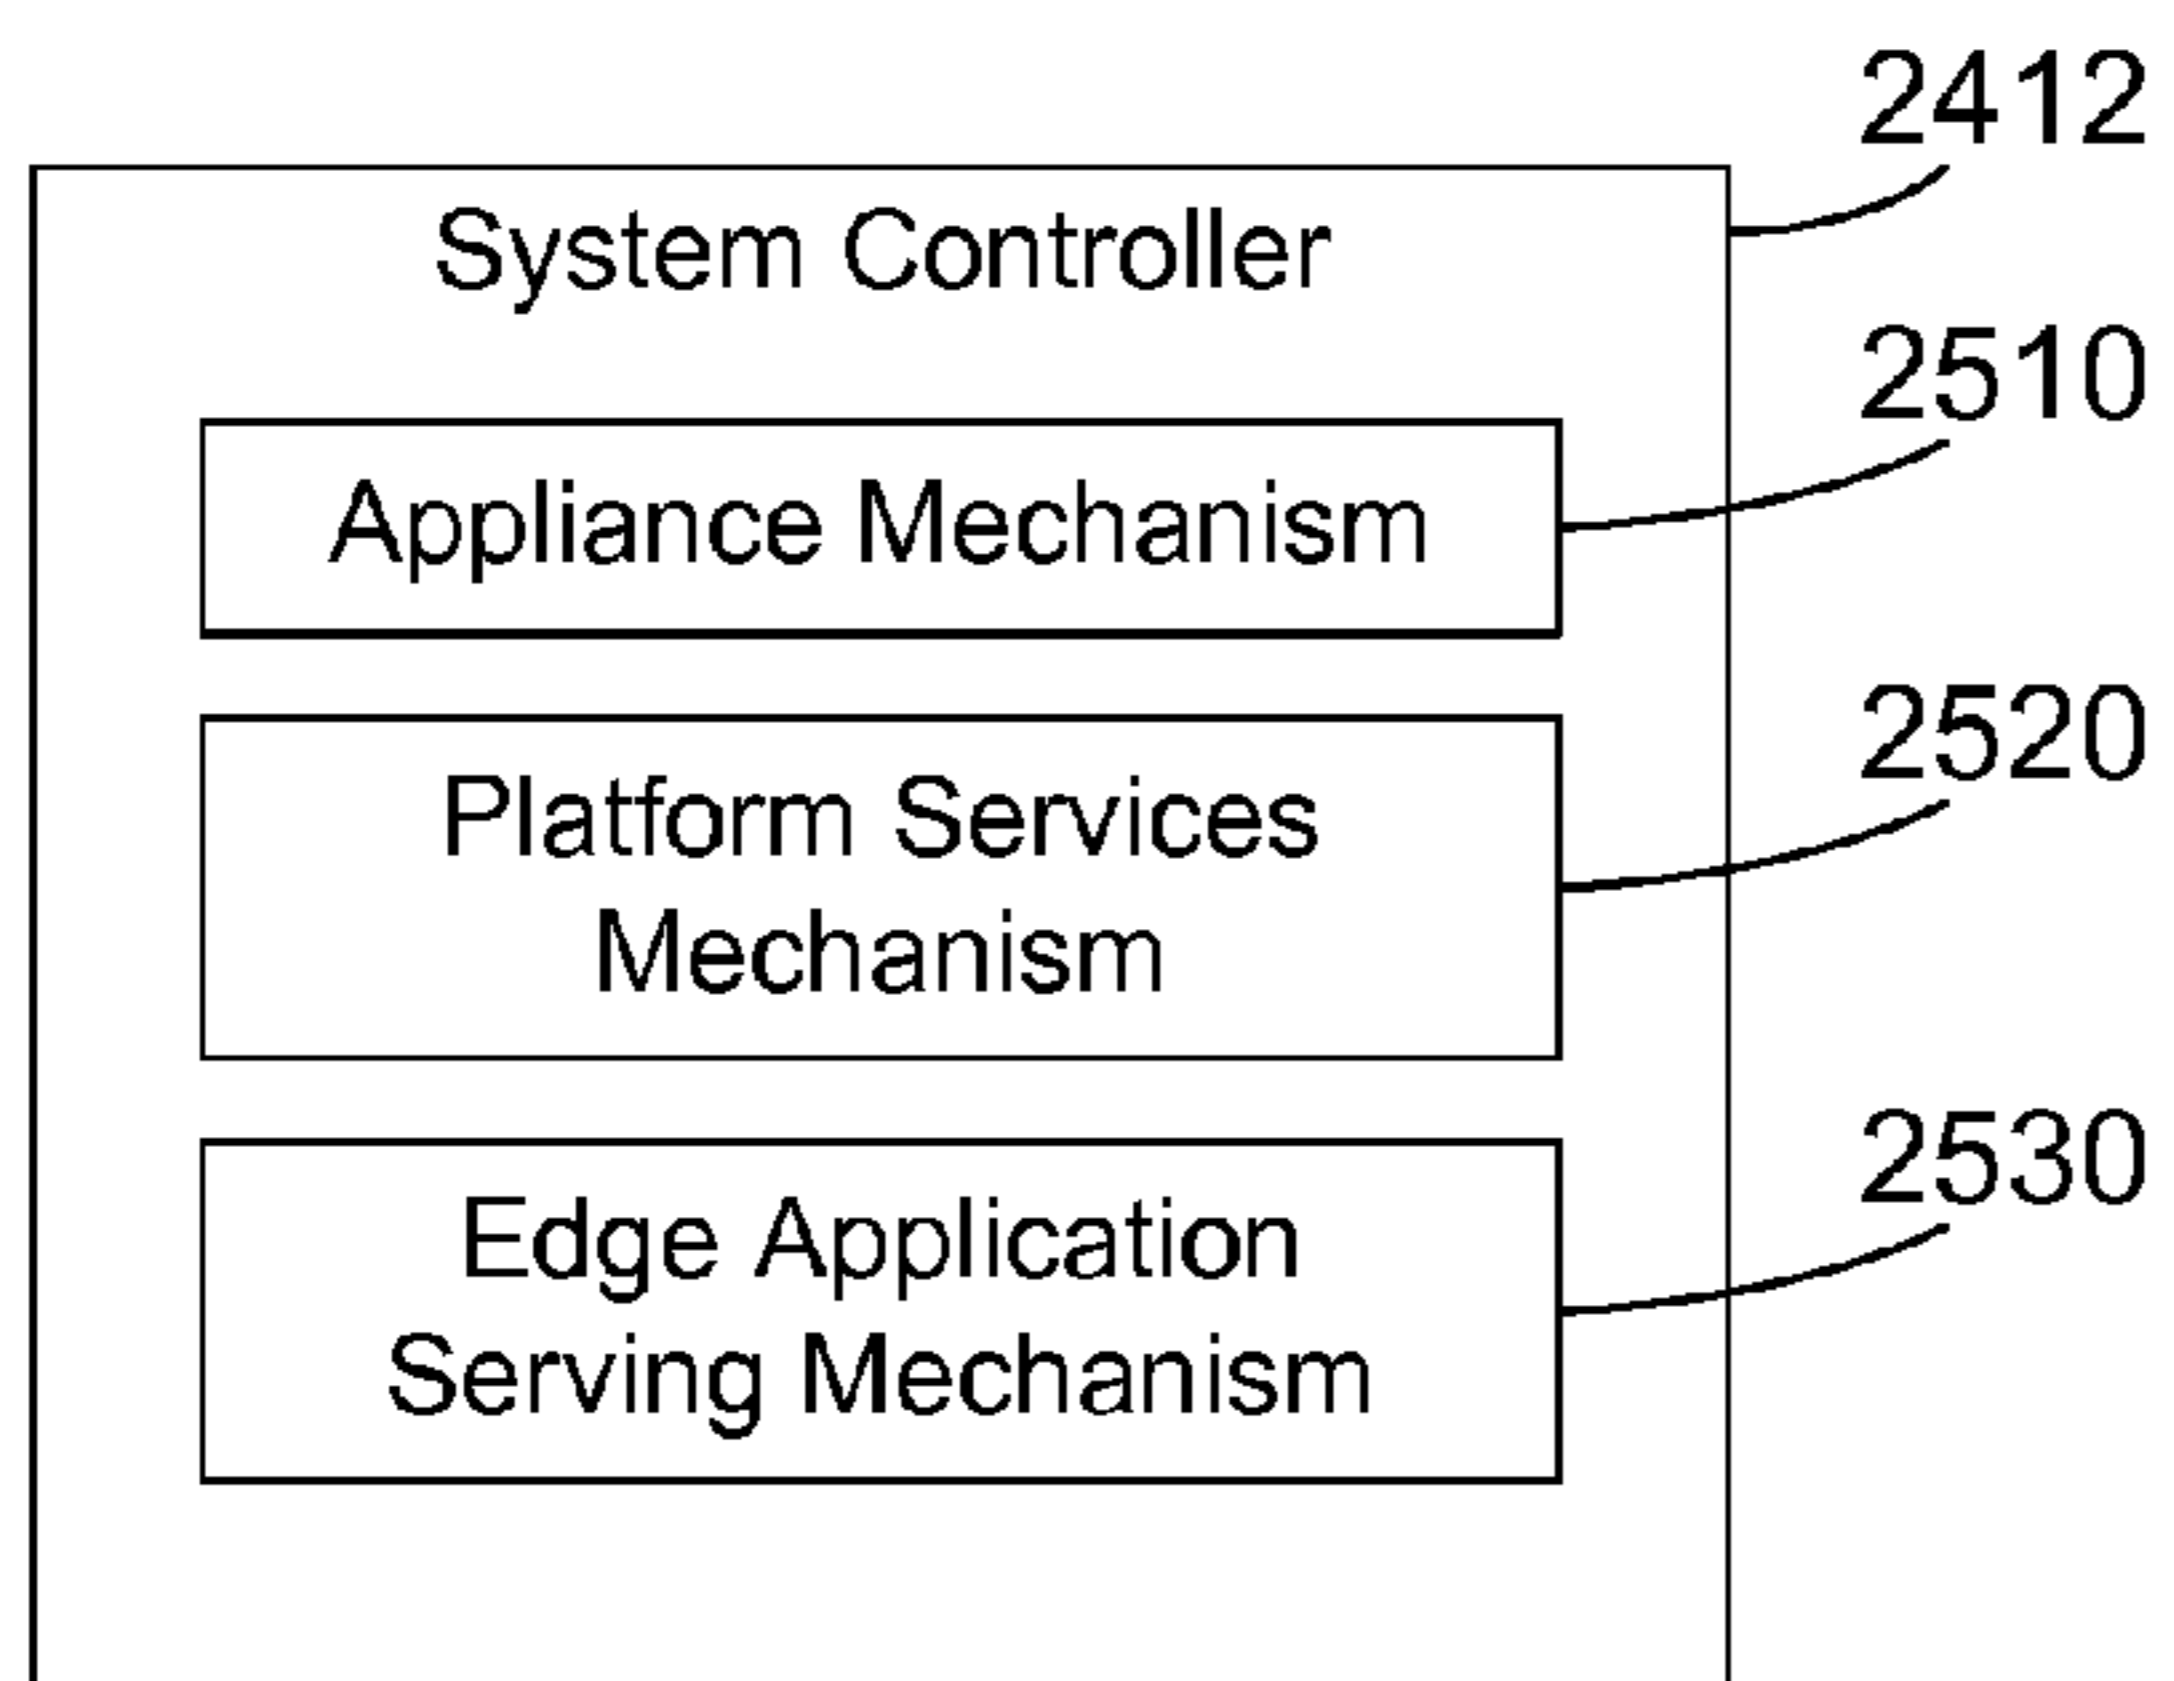 2412
System Controller
2510
Appliance Mechanism
2520
Platform Services
Mechanism
2530
Edge Application
Serving Mechanism